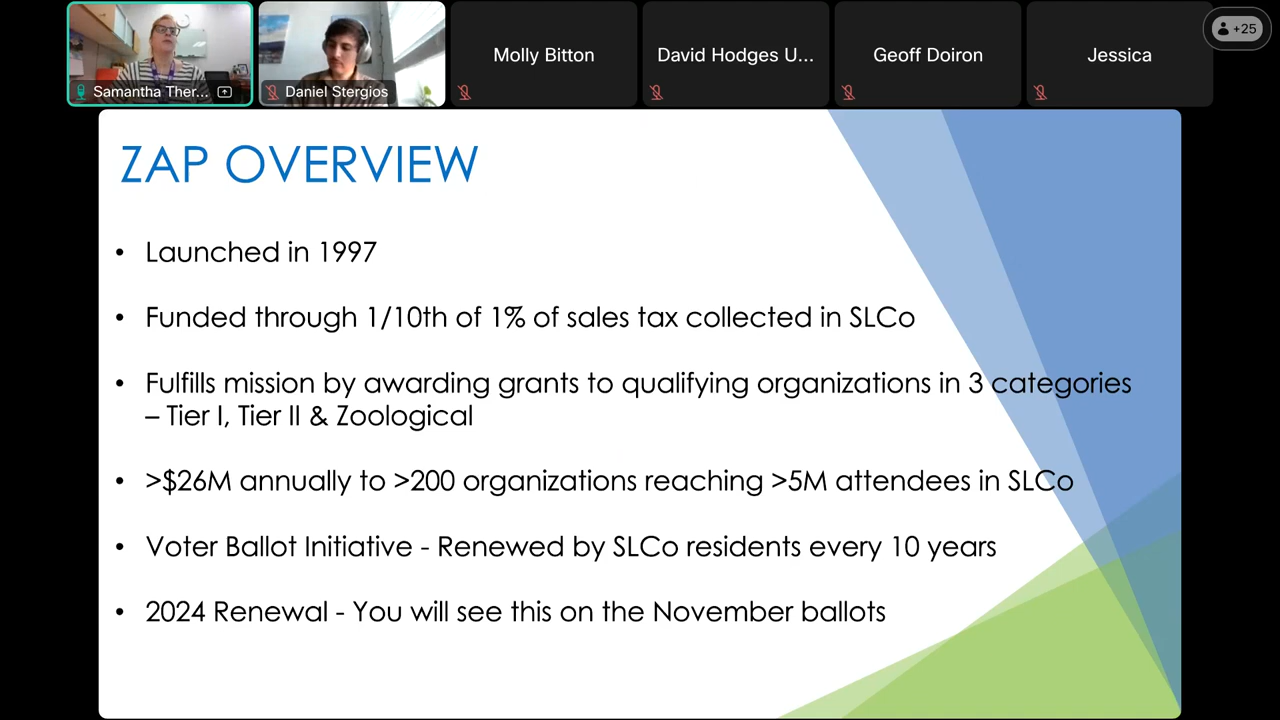 Samantha Ther...
Daniel Stergios
Molly Bitton
David Hodges U...
Geoff Doiron
Jessica
+25
ZAP OVERVIEW
• Launched in 1997
• Funded through 1/10th of 1% of sales tax collected in SLCo
• Fulfills mission by awarding grants to qualifying organizations in 3 categories
– Tier I, Tier II & Zoological
• >$26M annually to >200 organizations reaching >5M attendees in SLCo
• Voter Ballot Initiative - Renewed by SLCo residents every 10 years
• 2024 Renewal - You will see this on the November ballots